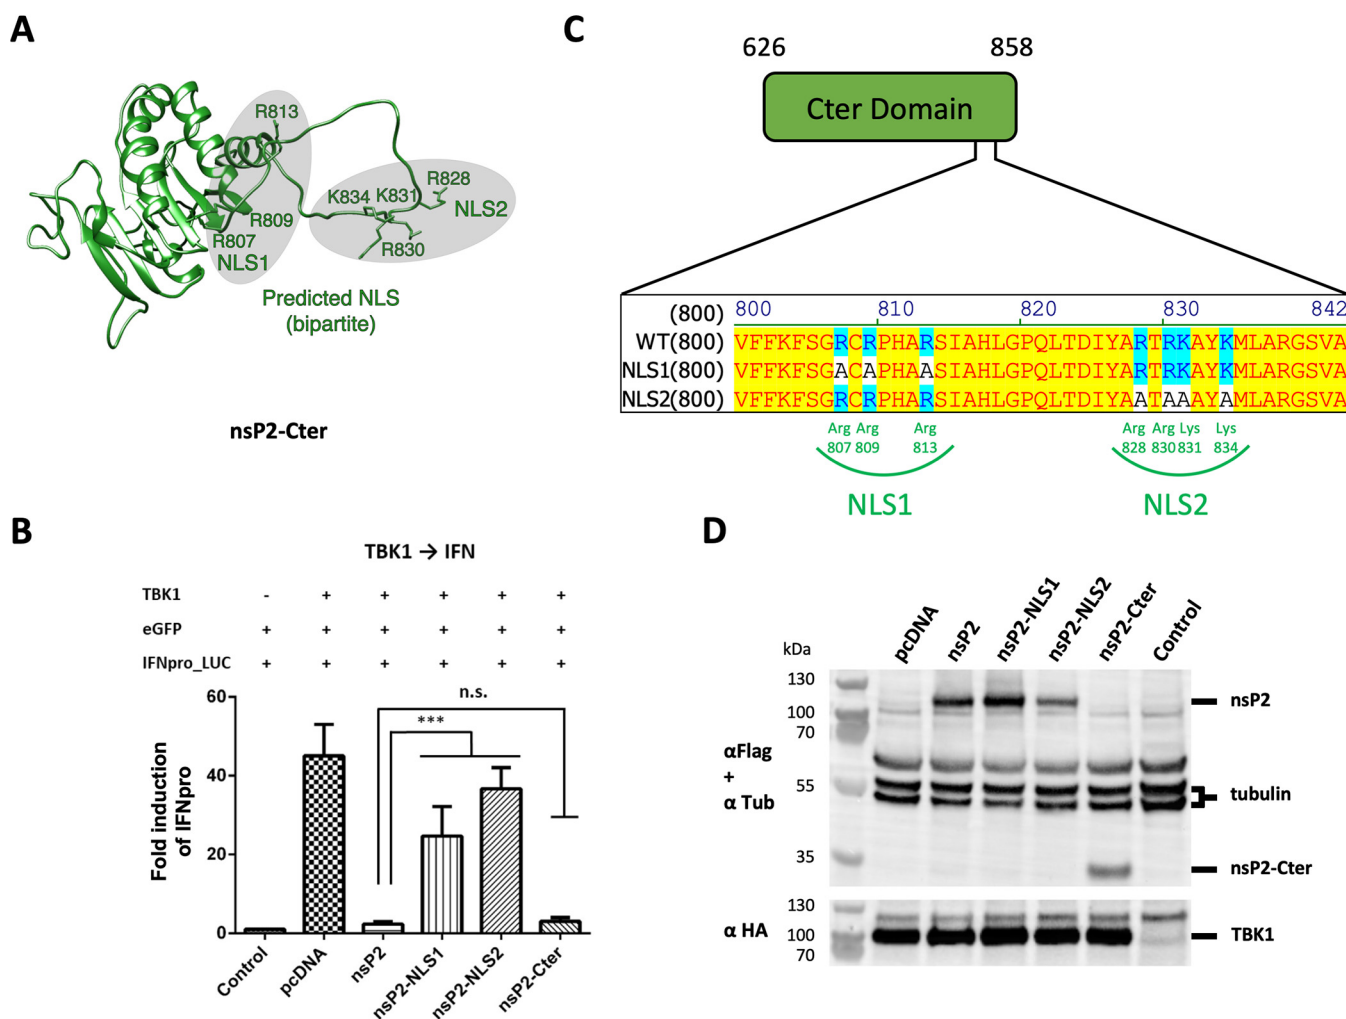 A
R813
K834 K831 R828
NLS2
R809
R807
R830
NLS1
Predicted NLS
(bipartite)
nsP2-Cter
C
626 858
Cter Domain
(800) 800 810 820 830 842
WT(800) VFFKFSGRCRPHARSIAHLGPQLTDIYARTRKAYKMLARGSVA
NLS1(800) VFFKFSGACAPHAASIAHLGPQLTDIYARTRKAYKMLARGSVA
NLS2(800) VFFKFSGRCRPHARSIAHLGPQLTDIYAATAAAYAMLARGSVA
Arg Arg Arg Arg Arg Lys Lys
807 809 813 828 830 831 834
NLS1 NLS2
B
TBK1 → IFN
TBK1 - + + + + +
eGFP + + + + + +
IFNpro_LUC + + + + + +
Fold induction
of IFNpro
60
40
20
0
n.s.
***
Control pcDNA nsP2 nsP2-NLS1 nsP2-NLS2 nsP2-Cter
D
pcDNA nsP2 nsP2-NLS1 nsP2-NLS2 nsP2-Cter Control
kDa
130
100
70
55
35
αFlag
+
α Tub
nsP2
tubulin
nsP2-Cter
α HA
130
100
70
TBK1